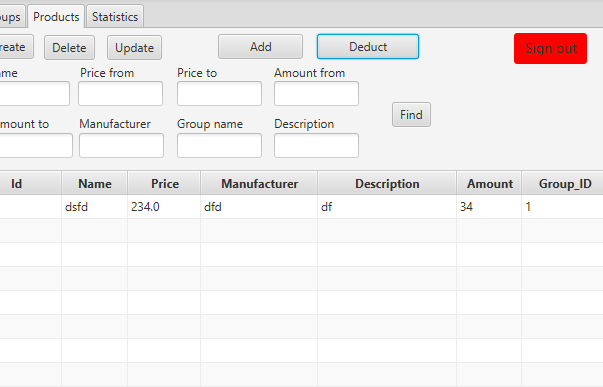 oups Products Statistics
reate Delete Update Add Deduct Sign out
ame Price from Price to Amount from
Find
mount to Manufacturer Group name Description
Id Name Price Manufacturer Description Amount Group_ID
dsfd 234.0 dfd df 34 1